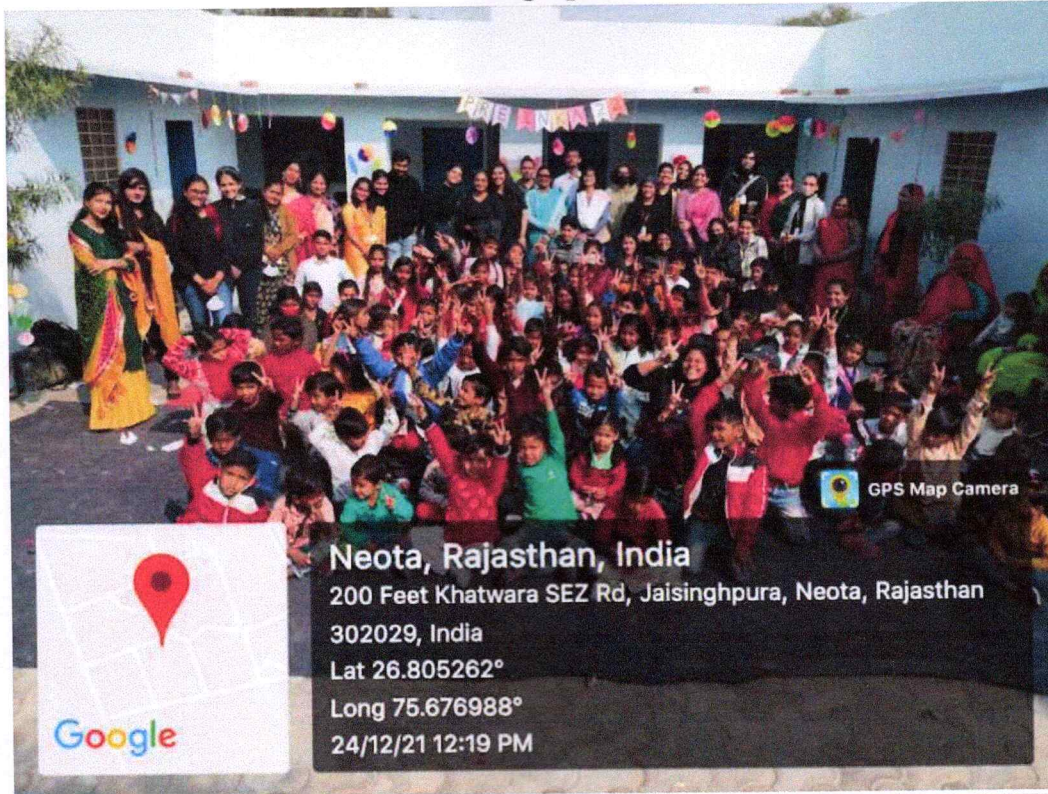 GPS Map Camera
Neota, Rajasthan, India
200 Feet Khatwara SEZ Rd, Jaisinghpura, Neota, Rajasthan
302029, India
Lat 26.805262°
Long 75.676988°
24/12/21 12:19 PM
Google